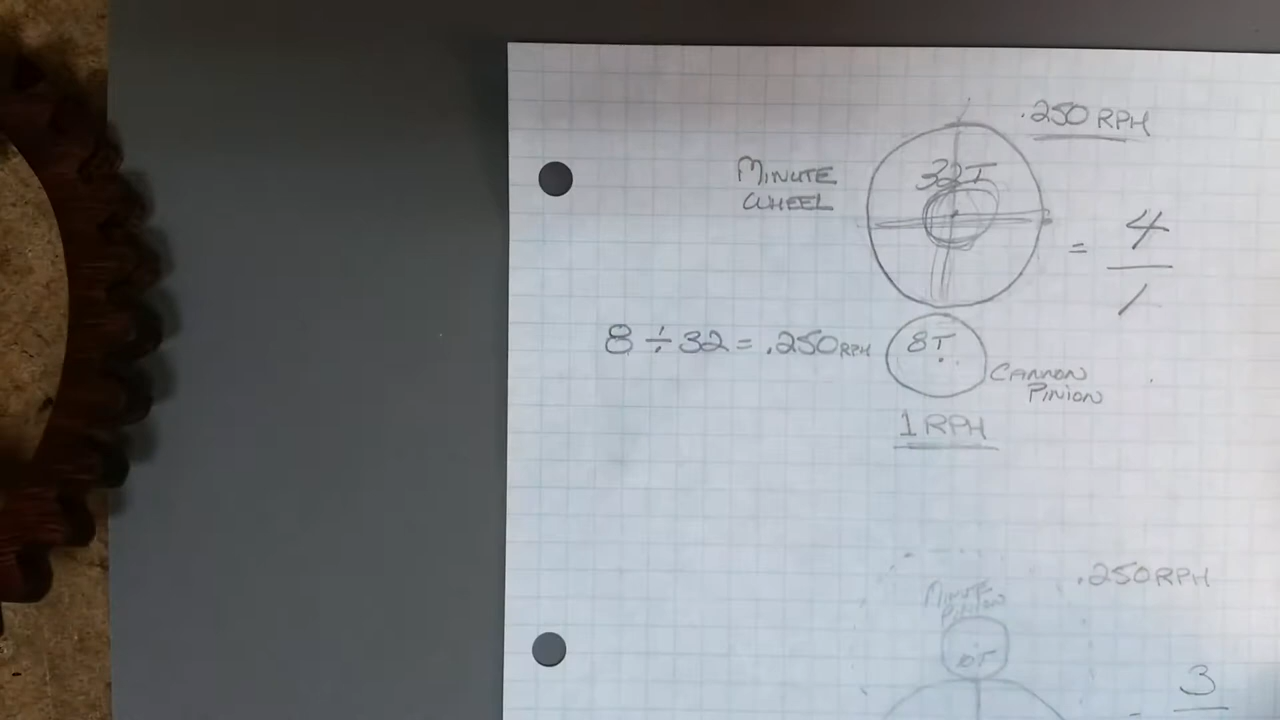 .250 RPH
MINUTE
WHEEL
32T
= 4
1
8 ÷ 32 = .250 RPH
8T
CANNON
PINION
1 RPH
.250 RPH
MINUTE
PINION
10T
3